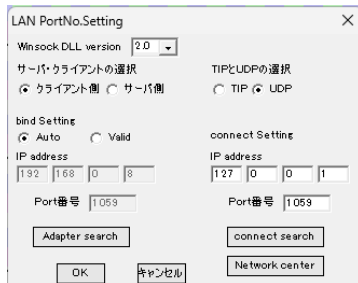 LAN PortNo.Setting
Winsock DLL version 2.0
サーバ・クライアントの選択
クライアント側 サーバ側
TIPとUDPの選択
TIP UDP
bind Setting
Auto Valid
IP address
192 168 0 8
Port番号 1059
Adapter search
connect Setting
IP address
127 0 0 1
Port番号 1059
connect search
OK キャンセル
Network center